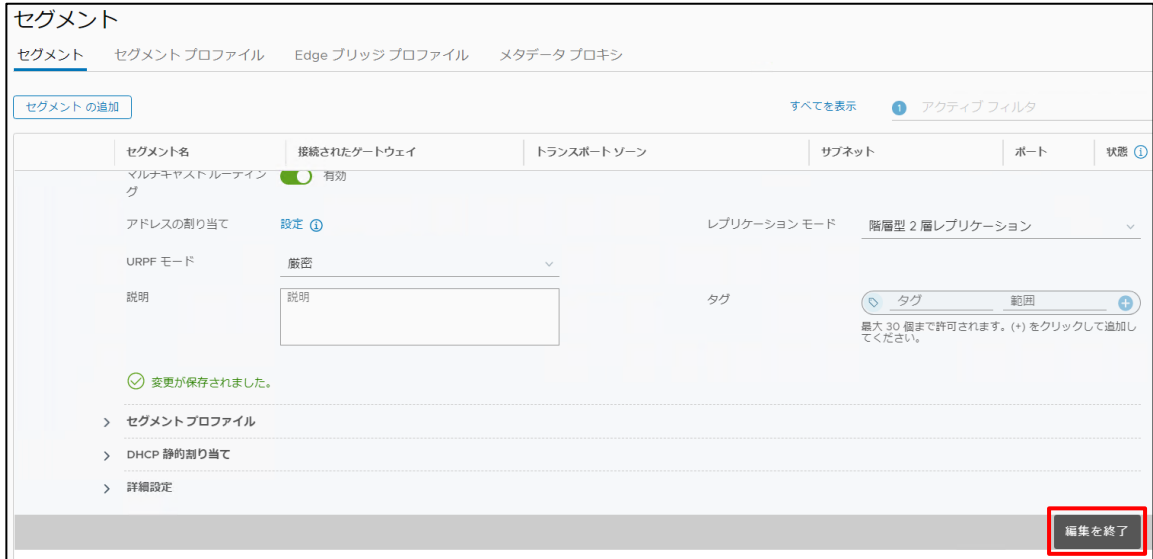 セグメント
セグメント セグメント プロファイル Edge ブリッジ プロファイル メタデータ プロキシ
セグメント の追加 すべてを表示 1 アクティブ フィルタ
セグメント名 接続されたゲートウェイ トランスポート ゾーン サブネット ポート 状態
マルチキャスト ルーティン 有効
グ
アドレスの割り当て 設定 レプリケーション モード 階層型 2 層レプリケーション
URPF モード 厳密
説明 説明 タグ タグ 範囲
最大 30 個まで許可されます。(+) をクリックして追加し
てください。
変更が保存されました。
セグメント プロファイル
DHCP 静的割り当て
詳細設定
編集を終了